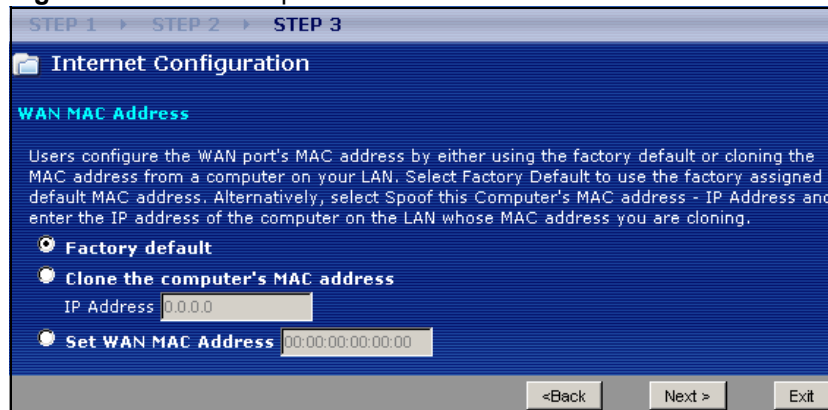 STEP 1 STEP 2 STEP 3
Internet Configuration
WAN MAC Address
Users configure the WAN port's MAC address by either using the factory default or cloning the
MAC address from a computer on your LAN. Select Factory Default to use the factory assigned
default MAC address. Alternatively, select Spoof this Computer's MAC address - IP Address and
enter the IP address of the computer on the LAN whose MAC address you are cloning.
Factory default
Clone the computer's MAC address
IP Address 0.0.0.0
Set WAN MAC Address 00:00:00:00:00:00
<Back Next > Exit